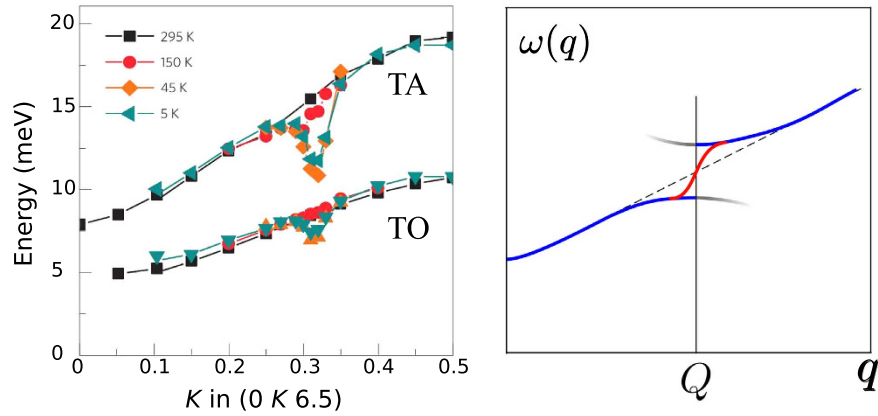 20
15
10
5
0
Energy (meV)
295 K
150 K
45 K
5 K
TA
TO
0
0.1
0.2
0.3
0.4
0.5
K in (0 K 6.5)
ω(q)
Q
q